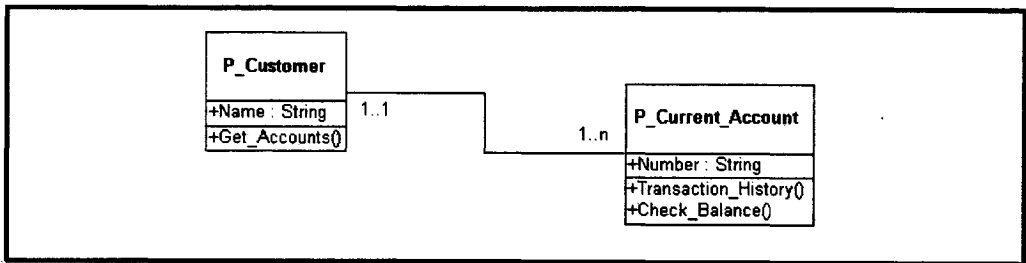 P_Customer
+Name : String
+Get_Accounts()
1..1
1..n
P_Current_Account
+Number : String
+Transaction_History()
+Check_Balance()